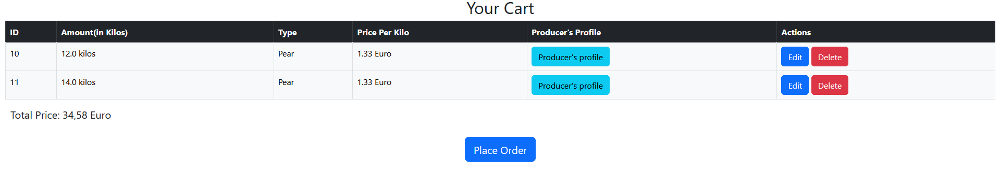 Your Cart
ID Amount(in Kilos) Type Price Per Kilo Producer's Profile Actions
10 12.0 kilos Pear 1.33 Euro Producer's profile Edit Delete
11 14.0 kilos Pear 1.33 Euro Producer's profile Edit Delete
Total Price: 34,58 Euro
Place Order